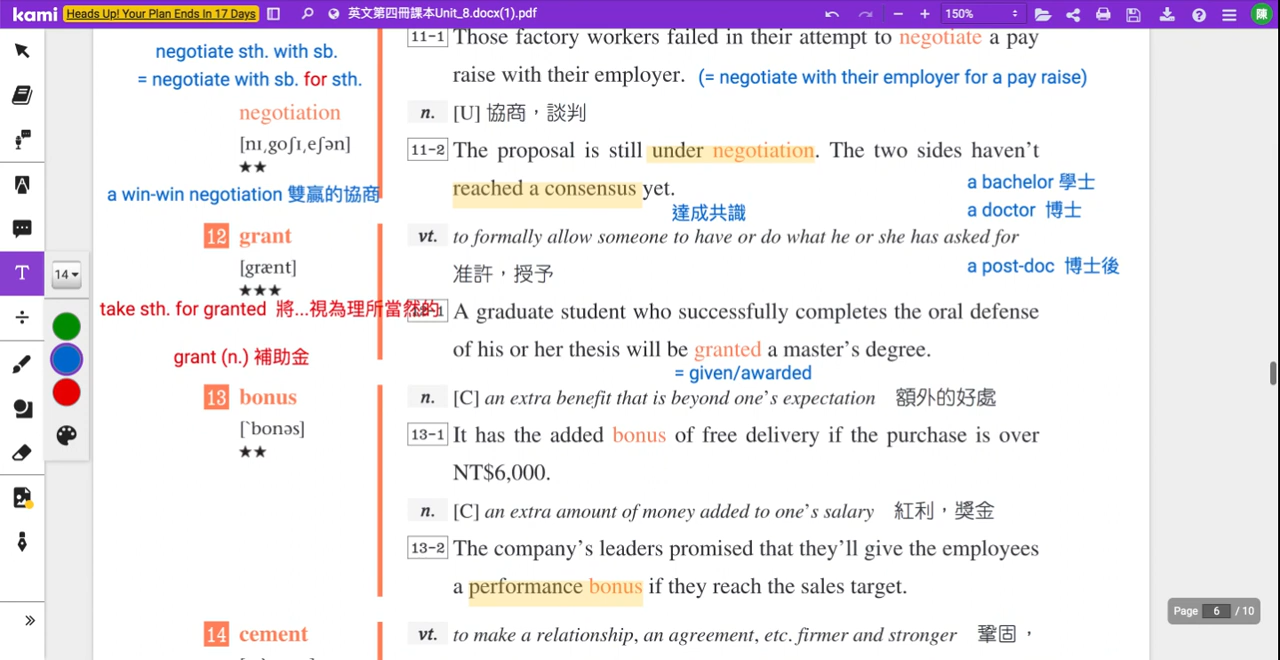 kami Heads Up! Your Plan Ends In 17 Days 英文第四冊課本Unit_8.docx(1).pdf 150% 陳
negotiate sth. with sb.
= negotiate with sb. for sth.
negotiation
[nɪˌgoʃɪˋeʃən]
★★
a win-win negotiation 雙贏的協商
11-1 Those factory workers failed in their attempt to negotiate a pay
raise with their employer. (= negotiate with their employer for a pay raise)
n. [U] 協商，談判
11-2 The proposal is still under negotiation. The two sides haven't
reached a consensus yet.
達成共識
a bachelor 學士
a doctor 博士
a post-doc 博士後
12 grant
[grænt]
★★★
take sth. for granted 將...視為理所當然的
grant (n.) 補助金
vt. to formally allow someone to have or do what he or she has asked for
准許，授予
A graduate student who successfully completes the oral defense
of his or her thesis will be granted a master's degree.
= given/awarded
13 bonus
[ˋbonəs]
★★
n. [C] an extra benefit that is beyond one's expectation 額外的好處
13-1 It has the added bonus of free delivery if the purchase is over
NT$6,000.
n. [C] an extra amount of money added to one's salary 紅利，獎金
13-2 The company's leaders promised that they'll give the employees
a performance bonus if they reach the sales target.
14 cement
vt. to make a relationship, an agreement, etc. firmer and stronger 鞏固，
T 14
Page 6 / 10